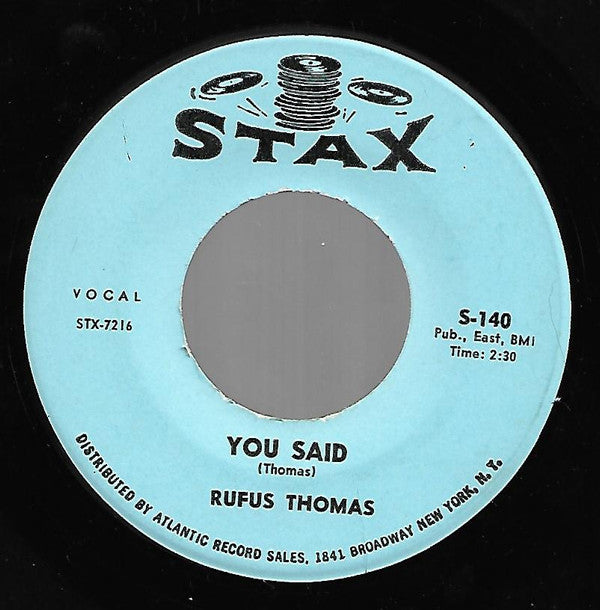 STAX
VOCAL
STX-7216
S-140
Pub., East, BMI
Time: 2:30
YOU SAID
(Thomas)
RUFUS THOMAS
DISTRIBUTED BY ATLANTIC RECORD SALES, 1841 BROADWAY NEW YORK, N. Y.